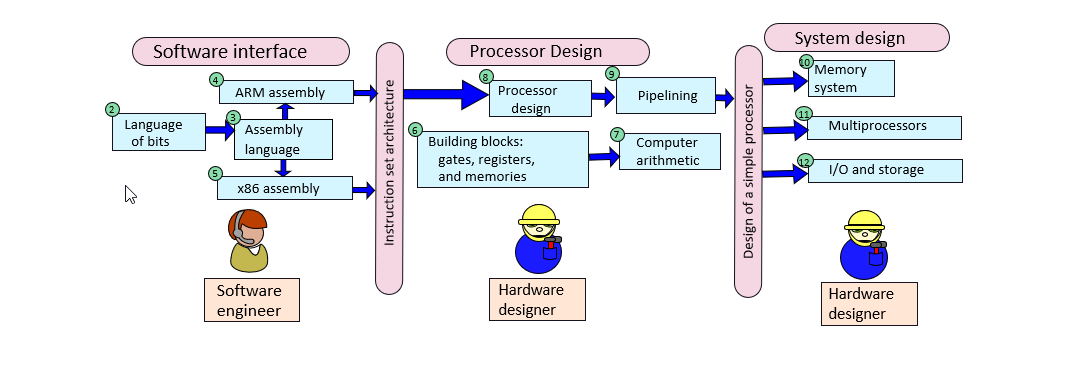 Software interface
Processor Design
System design
2
Language
of bits
3
Assembly
language
4
ARM assembly
5
x86 assembly
Instruction set architecture
8
Processor
design
9
Pipelining
6
Building blocks:
gates, registers,
and memories
7
Computer
arithmetic
Design of a simple processor
10
Memory
system
11
Multiprocessors
12
I/O and storage
Software
engineer
Hardware
designer
Hardware
designer